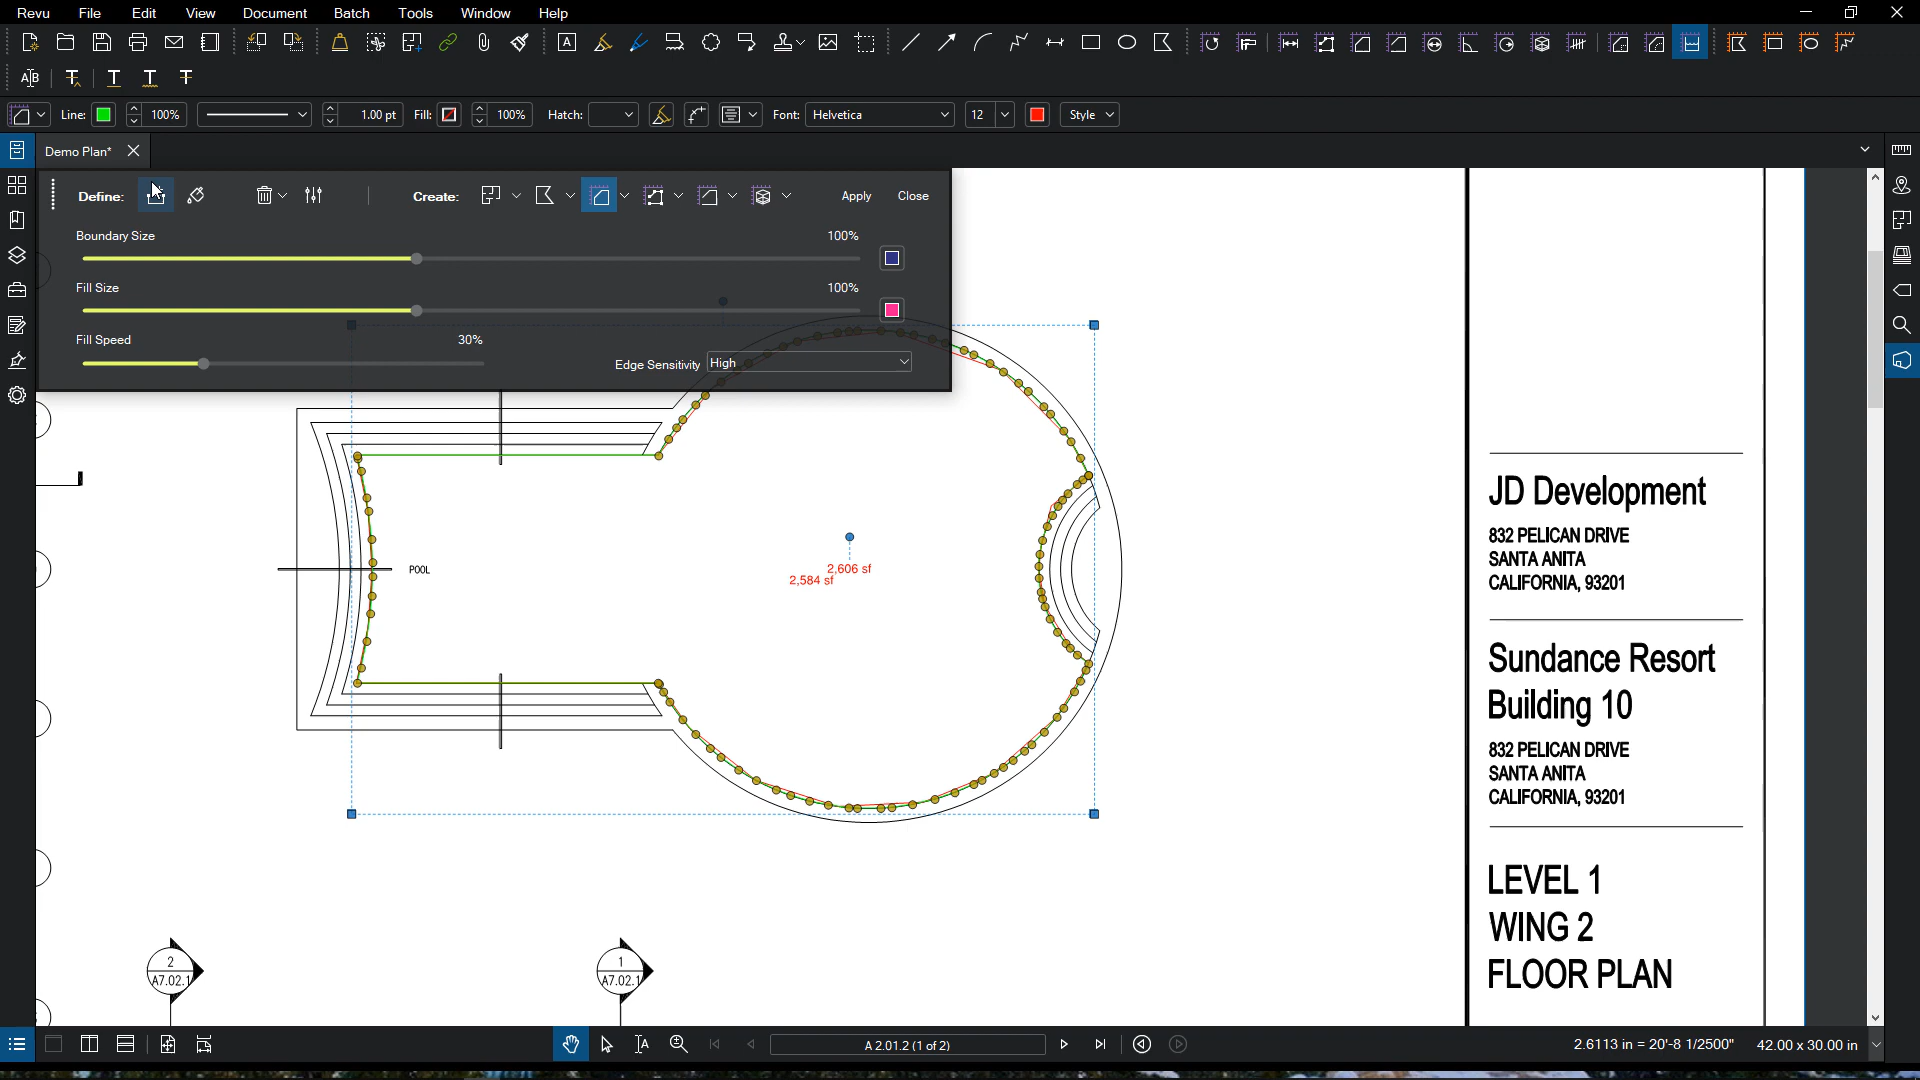 Revu File Edit View Document Batch Tools Window Help
Line: 100% 1.00 pt Fill: 100% Hatch: Font: Helvetica 12 Style
Demo Plan*
Define: Create: Apply Close
Boundary Size 100%
Fill Size 100%
Fill Speed 30%
Edge Sensitivity High
POOL
2,606 sf
2,584 sf
JD Development
832 PELICAN DRIVE
SANTA ANITA
CALIFORNIA, 93201
Sundance Resort
Building 10
832 PELICAN DRIVE
SANTA ANITA
CALIFORNIA, 93201
LEVEL 1
WING 2
FLOOR PLAN
2
A7.02.1
1
A7.02.1
A 2.01.2 (1 of 2)
2.6113 in = 20'-8 1/2500" 42.00 x 30.00 in